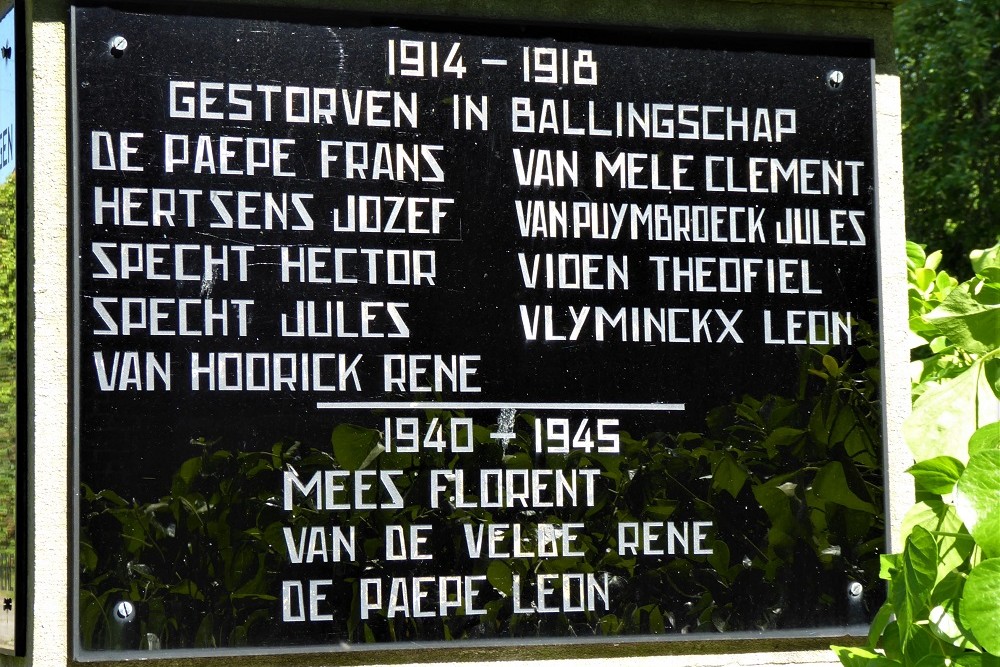 1914 - 1918
GESTORVEN IN BALLINGSCHAP
DE PAEPE FRANS
HERTSENS JOZEF
SPECHT HECTOR
SPECHT JULES
VAN HOORICK RENE
VAN MELE CLEMENT
VAN PUYMBROECK JULES
VIDEN THEOFIEL
VLYMINCKX LEON
1940 - 1945
MEES FLORENT
VAN DE VELDE RENE
DE PAEPE LEON